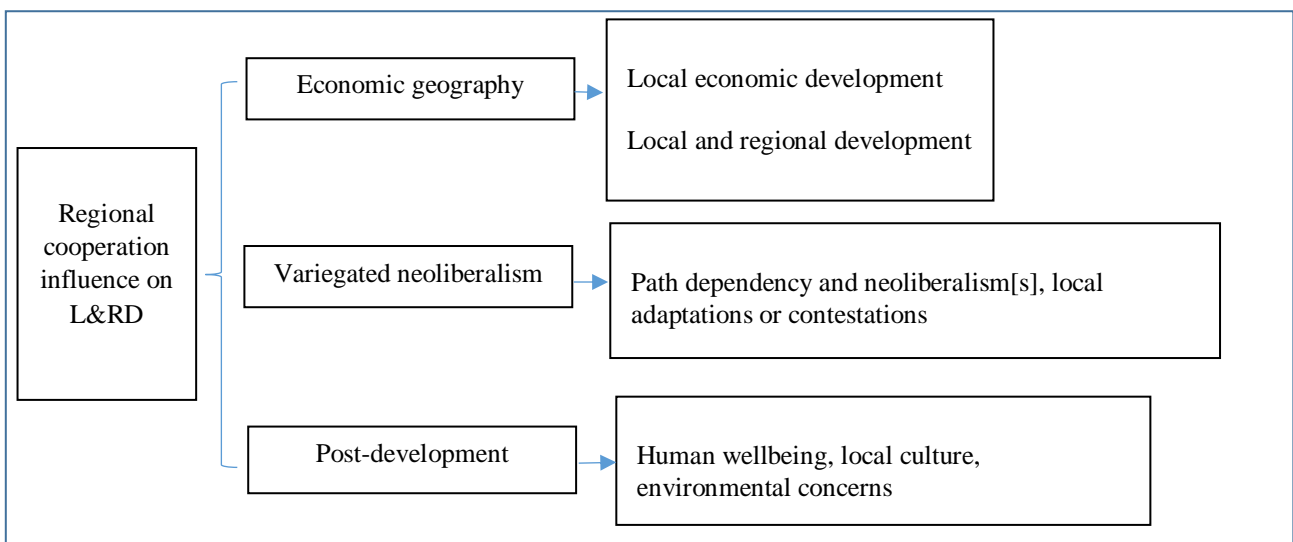 Regional
cooperation
influence on
L&RD
Economic geography
Local economic development
Local and regional development
Variegated neoliberalism
Path dependency and neoliberalism[s], local
adaptations or contestations
Post-development
Human wellbeing, local culture,
environmental concerns